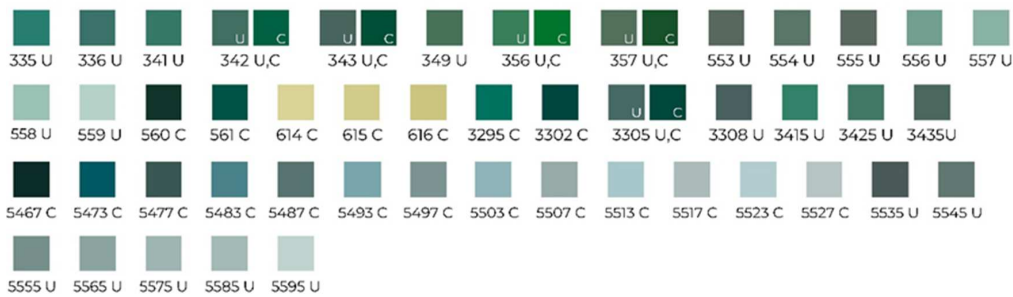 U C U C U C U C
335 U 336 U 341 U 342 U,C 343 U,C 349 U 356 U,C 357 U,C 553 U 554 U 555 U 556 U 557 U
U C
558 U 559 U 560 C 561 C 614 C 615 C 616 C 3295 C 3302 C 3305 U,C 3308 U 3415 U 3425 U 3435U
5467 C 5473 C 5477 C 5483 C 5487 C 5493 C 5497 C 5503 C 5507 C 5513 C 5517 C 5523 C 5527 C 5535 U 5545 U
5555 U 5565 U 5575 U 5585 U 5595 U